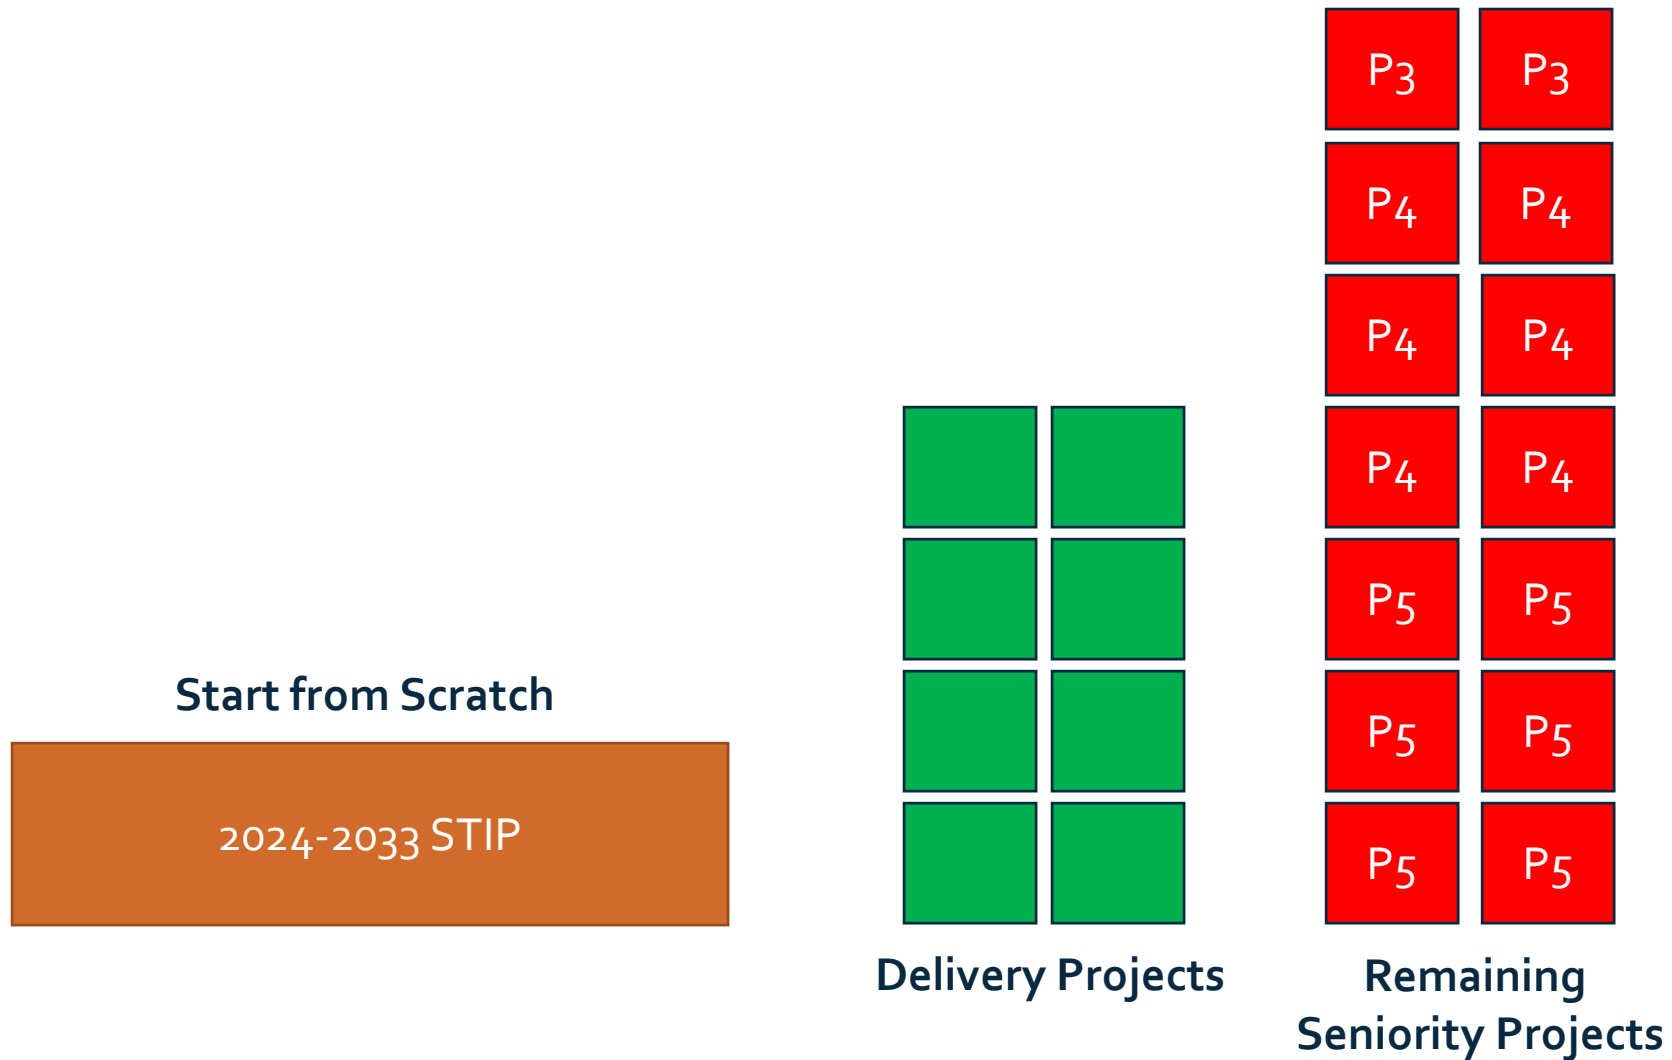 P3 P3
P4 P4
P4 P4
P4 P4
P5 P5
P5 P5
P5 P5
Start from Scratch
2024-2033 STIP
Delivery Projects
Remaining
Seniority Projects